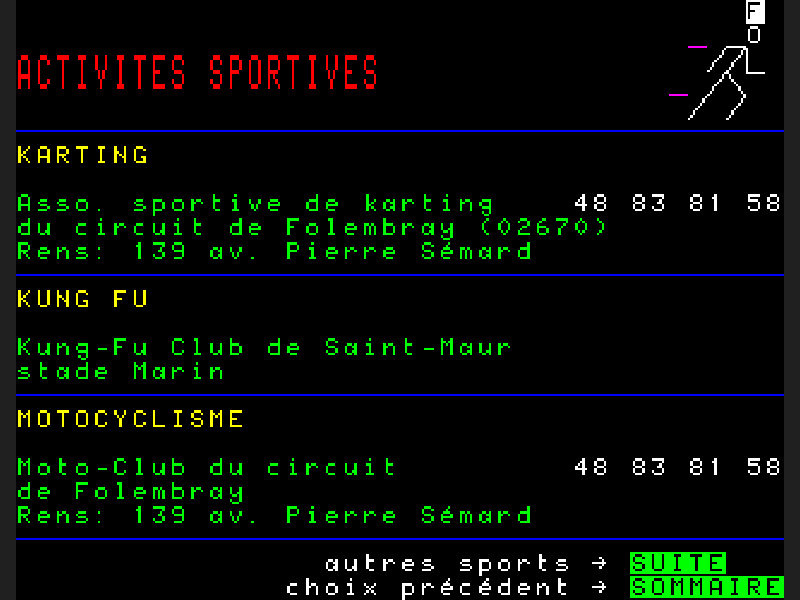 F
ACTIVITES SPORTIVES
KARTING
Asso. sportive de karting 48 83 81 58
du circuit de Folembray (02670)
Rens: 139 av. Pierre Sémard
KUNG FU
Kung-Fu Club de Saint-Maur
stade Marin
MOTOCYCLISME
Moto-Club du circuit 48 83 81 58
de Folembray
Rens: 139 av. Pierre Sémard
autres sports → SUITE
choix précédent → SOMMAIRE